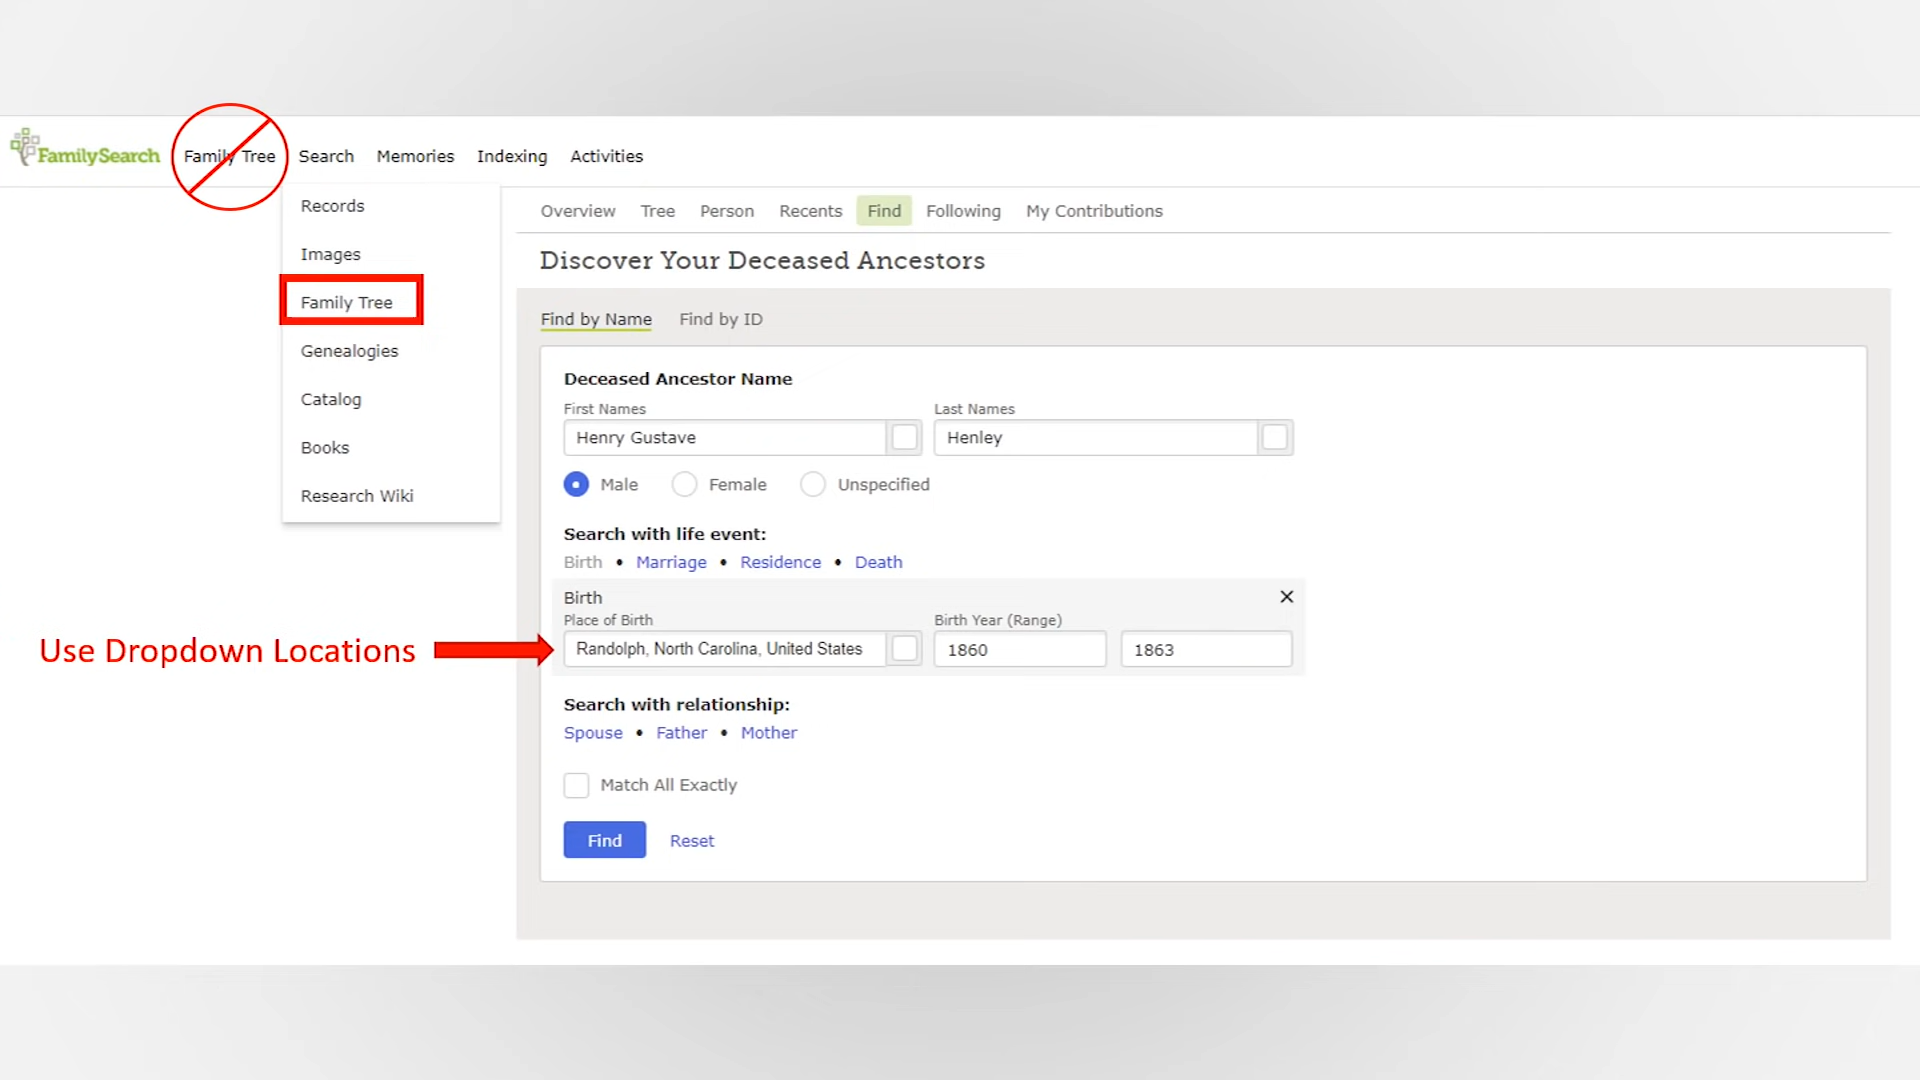 FamilySearch Family Tree Search Memories Indexing Activities
Records
Images
Family Tree
Genealogies
Catalog
Books
Research Wiki
Overview Tree Person Recents Find Following My Contributions
Discover Your Deceased Ancestors
Find by Name Find by ID
Deceased Ancestor Name
First Names Last Names
Henry Gustave Henley
Male Female Unspecified
Search with life event:
Birth • Marriage • Residence • Death
Birth
Place of Birth Birth Year (Range)
Use Dropdown Locations Randolph, North Carolina, United States 1860 1863
Search with relationship:
Spouse • Father • Mother
Match All Exactly
Find Reset